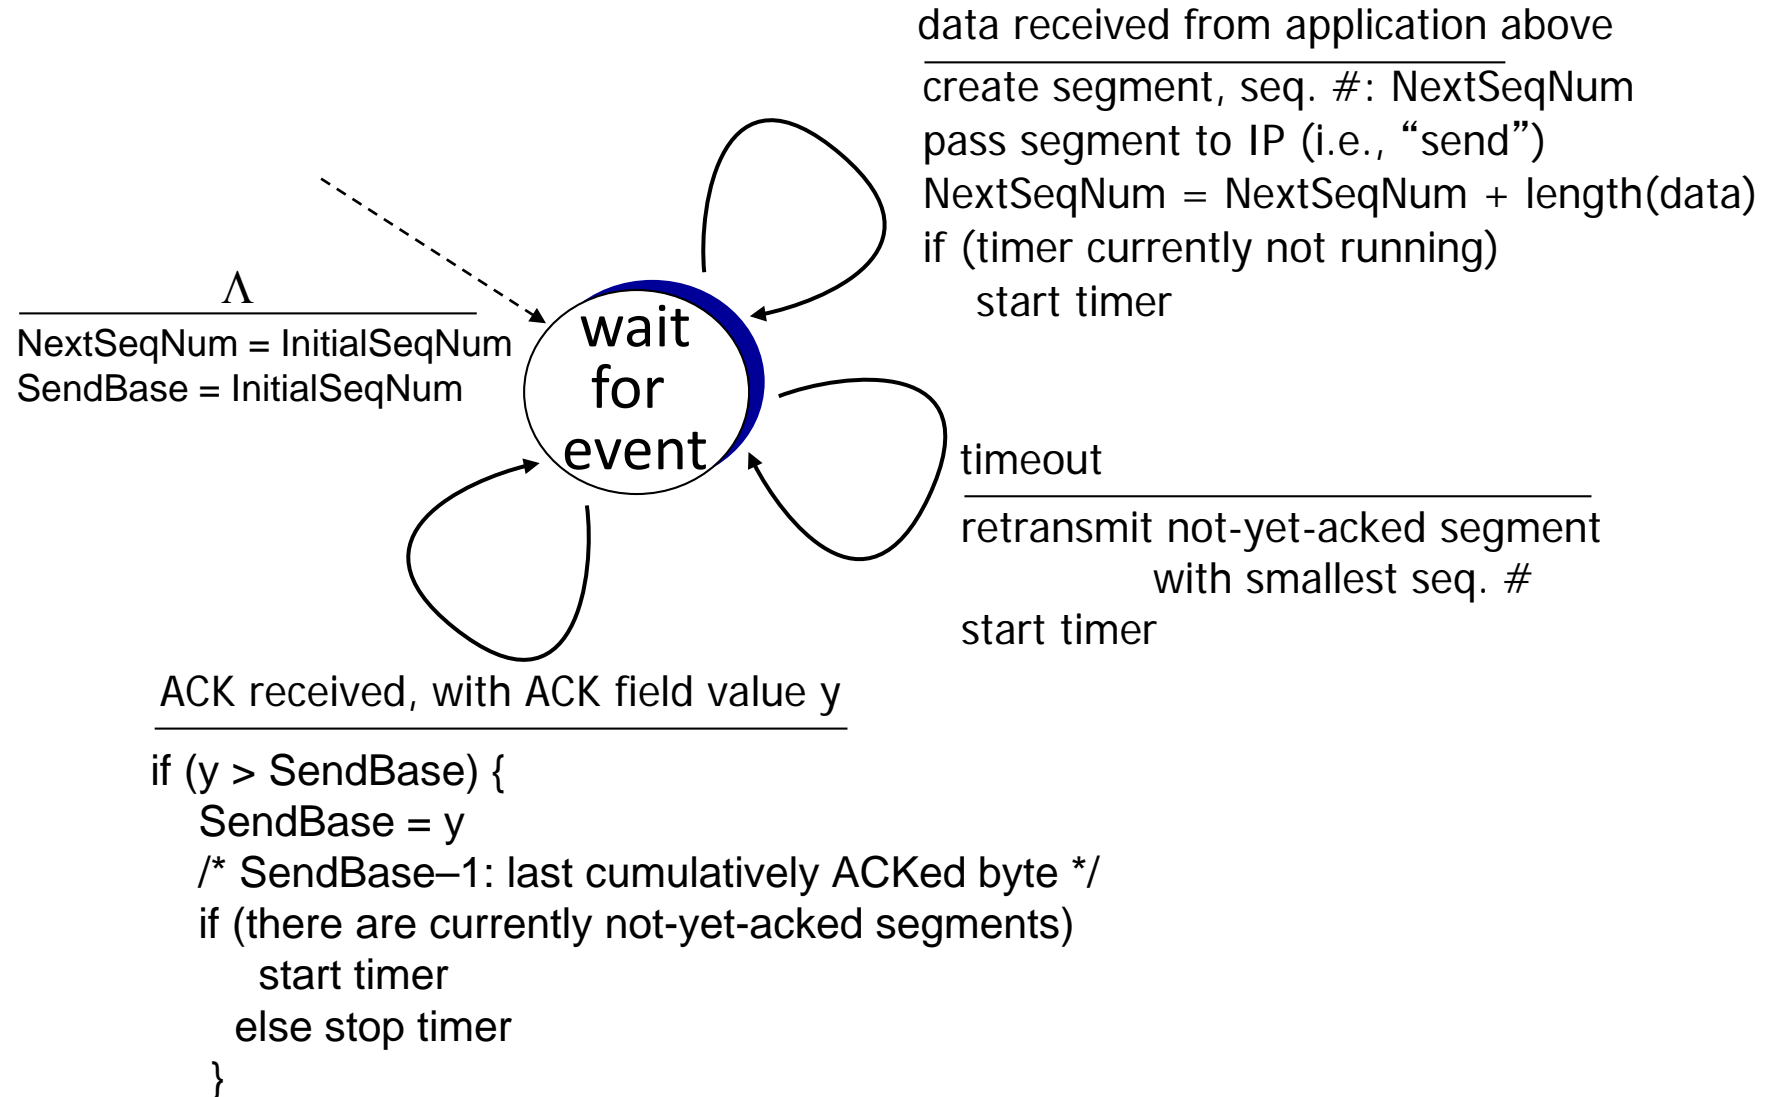 data received from application above
create segment, seq. #: NextSeqNum
pass segment to IP (i.e., “send”)
NextSeqNum = NextSeqNum + length(data)
if (timer currently not running)
start timer
Λ
NextSeqNum = InitialSeqNum
SendBase = InitialSeqNum
wait
for
event
timeout
retransmit not-yet-acked segment
with smallest seq. #
start timer
ACK received, with ACK field value y
if (y > SendBase) {
SendBase = y
/* SendBase–1: last cumulatively ACKed byte */
if (there are currently not-yet-acked segments)
start timer
else stop timer
}